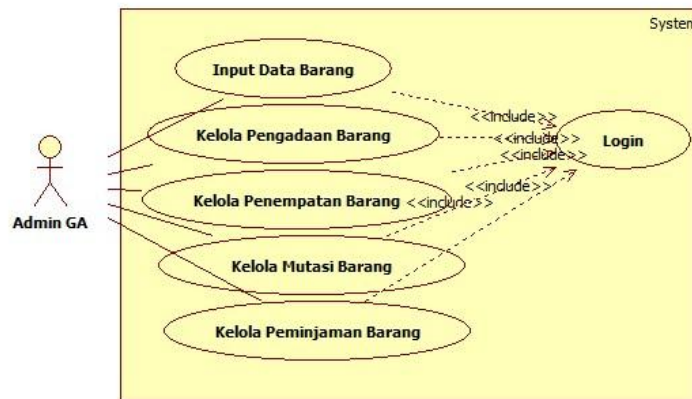 System
Input Data Barang
<<include>>
Kelola Pengadaan Barang
<<include>>
Login
<<include>>
Kelola Penempatan Barang
<<include>>
<<include>>
Admin GA
Kelola Mutasi Barang
Kelola Peminjaman Barang